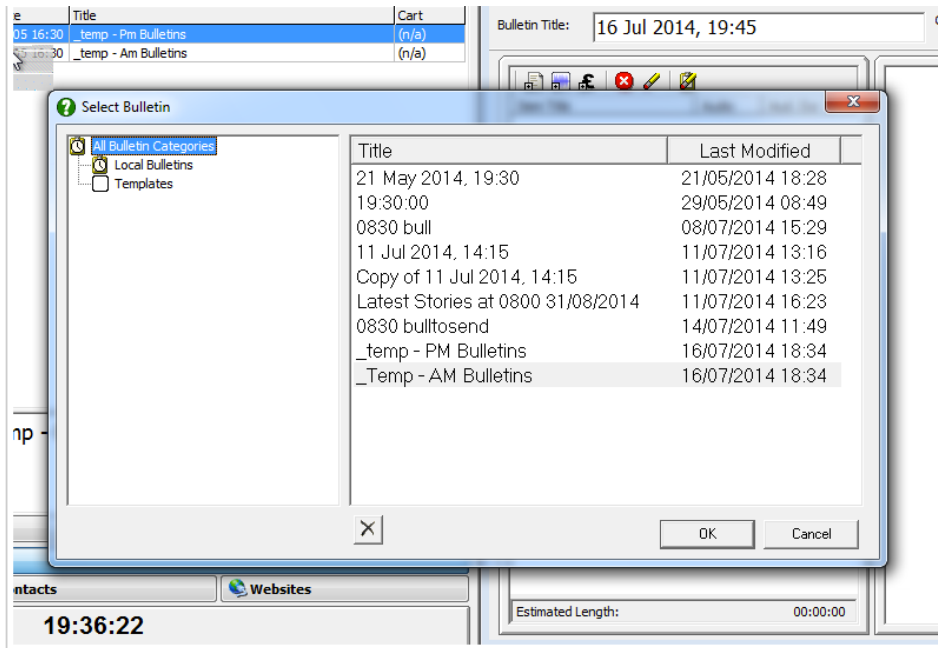 e Title Cart
05 16:30 _temp - Pm Bulletins (n/a)
05 16:30 _temp - Am Bulletins (n/a)
Bulletin Title: 16 Jul 2014, 19:45
Select Bulletin
All Bulletin Categories
Local Bulletins
Templates
Title Last Modified
21 May 2014, 19:30 21/05/2014 18:28
19:30:00 29/05/2014 08:49
0830 bull 08/07/2014 15:29
11 Jul 2014, 14:15 11/07/2014 13:16
Copy of 11 Jul 2014, 14:15 11/07/2014 13:25
Latest Stories at 0800 31/08/2014 11/07/2014 16:23
0830 bulltosend 14/07/2014 11:49
_temp - PM Bulletins 16/07/2014 18:34
_Temp - AM Bulletins 16/07/2014 18:34
mp -
OK Cancel
ontacts Websites
19:36:22
Estimated Length: 00:00:00